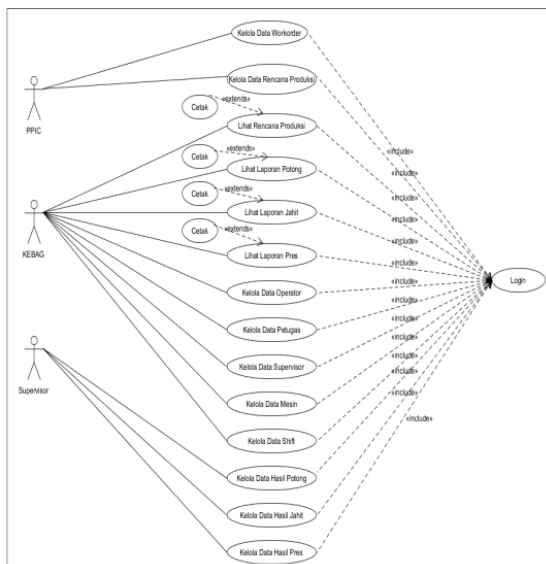 Kelola Data Workorder
PPIC
Kelola Data Rencana Produksi
Cetak
«extends»
Lihat Rencana Produksi
Cetak
«extends»
Lihat Laporan Potong
Cetak
«extends»
Lihat Laporan Jahit
Cetak
«extends»
Lihat Laporan Pres
KEBAG
Kelola Data Operator
Kelola Data Petugas
Kelola Data Supervisor
Supervisor
Kelola Data Mesin
Kelola Data Shift
Kelola Data Hasil Potong
Kelola Data Hasil Jahit
Kelola Data Hasil Pres
«include»
«include»
«include»
«include»
«include»
«include»
«include»
«include»
«include»
«include»
«include»
«include»
«include»
«include»
Login